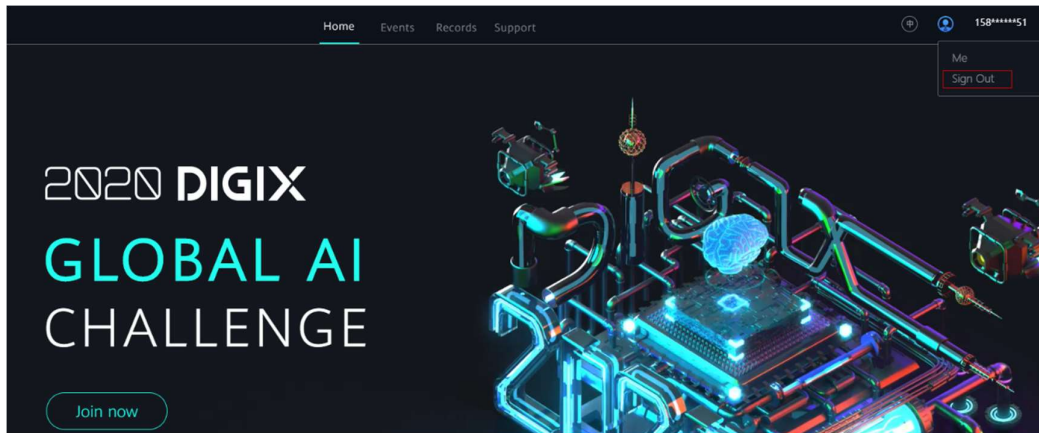 Home Events Records Support 中 158******51
Me
Sign Out
2020 DIGIX
GLOBAL AI
CHALLENGE
Join now